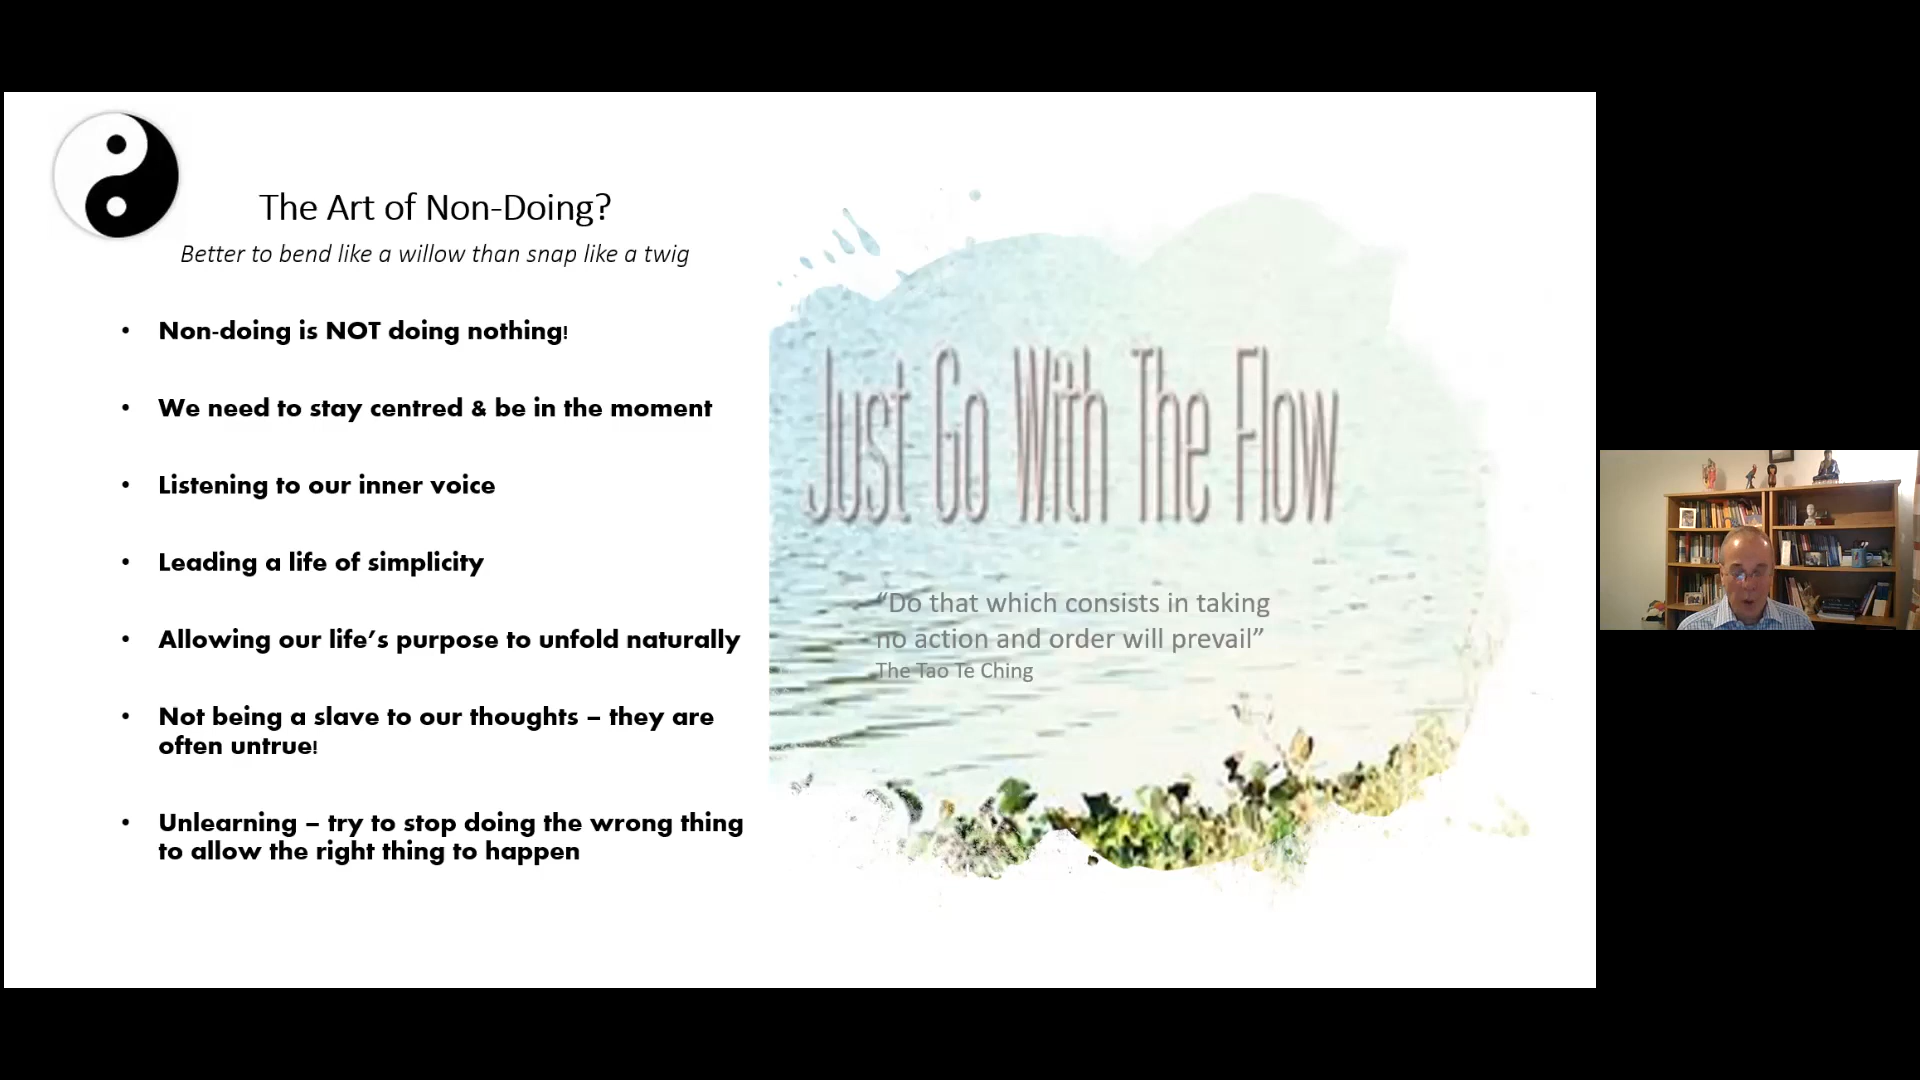 The Art of Non-Doing?
Better to bend like a willow than snap like a twig
• Non-doing is NOT doing nothing!
• We need to stay centred & be in the moment
• Listening to our inner voice
• Leading a life of simplicity
• Allowing our life’s purpose to unfold naturally
• Not being a slave to our thoughts – they are
often untrue!
• Unlearning – try to stop doing the wrong thing
to allow the right thing to happen
Just Go With The Flow
“Do that which consists in taking
no action and order will prevail”
The Tao Te Ching